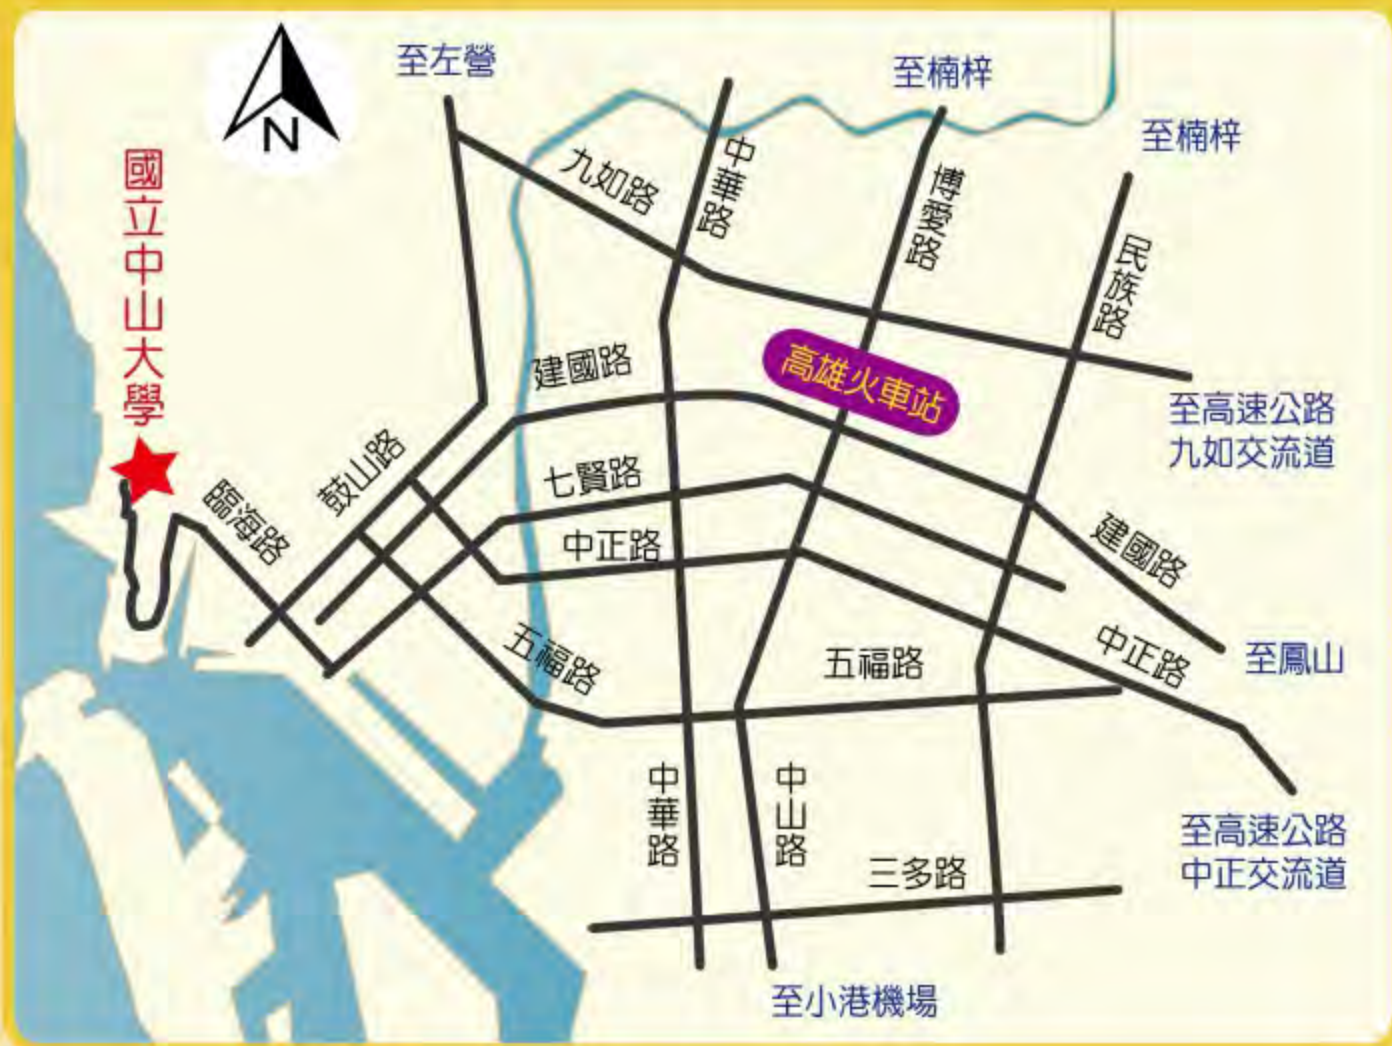 至左營
至楠梓
至楠梓
N
國立中山大學
九如路
中華路
博愛路
民族路
高雄火車站
建國路
至高速公路
九如交流道
鼓山路
臨海路
七賢路
中正路
建國路
五福路
五福路
中正路
至鳳山
中華路
中山路
三多路
至高速公路
中正交流道
至小港機場